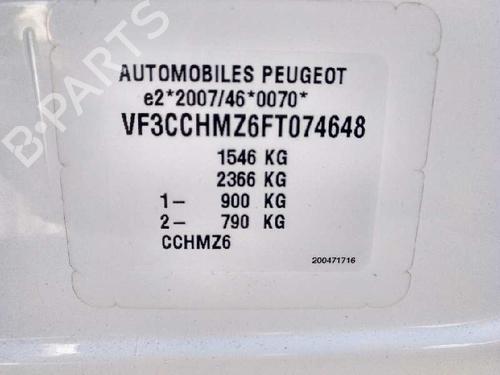 B-PARTS
AUTOMOBILES PEUGEOT
e2*2007/46*0070*
VF3CCHMZ6FT074648
1546 KG
2366 KG
1– 900 KG
2– 790 KG
CCHMZ6
200471716